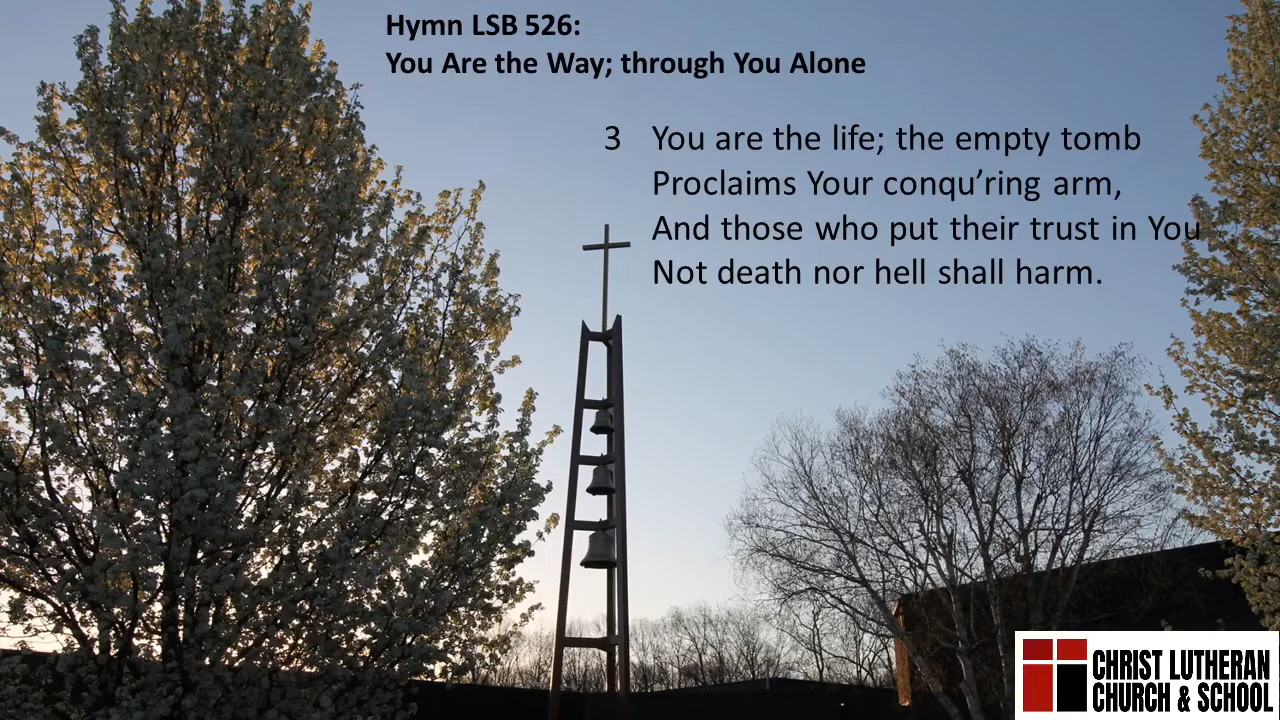 Hymn LSB 526:
You Are the Way; through You Alone
3 You are the life; the empty tomb
Proclaims Your conqu’ring arm,
And those who put their trust in You
Not death nor hell shall harm.
CHRIST LUTHERAN
CHURCH & SCHOOL